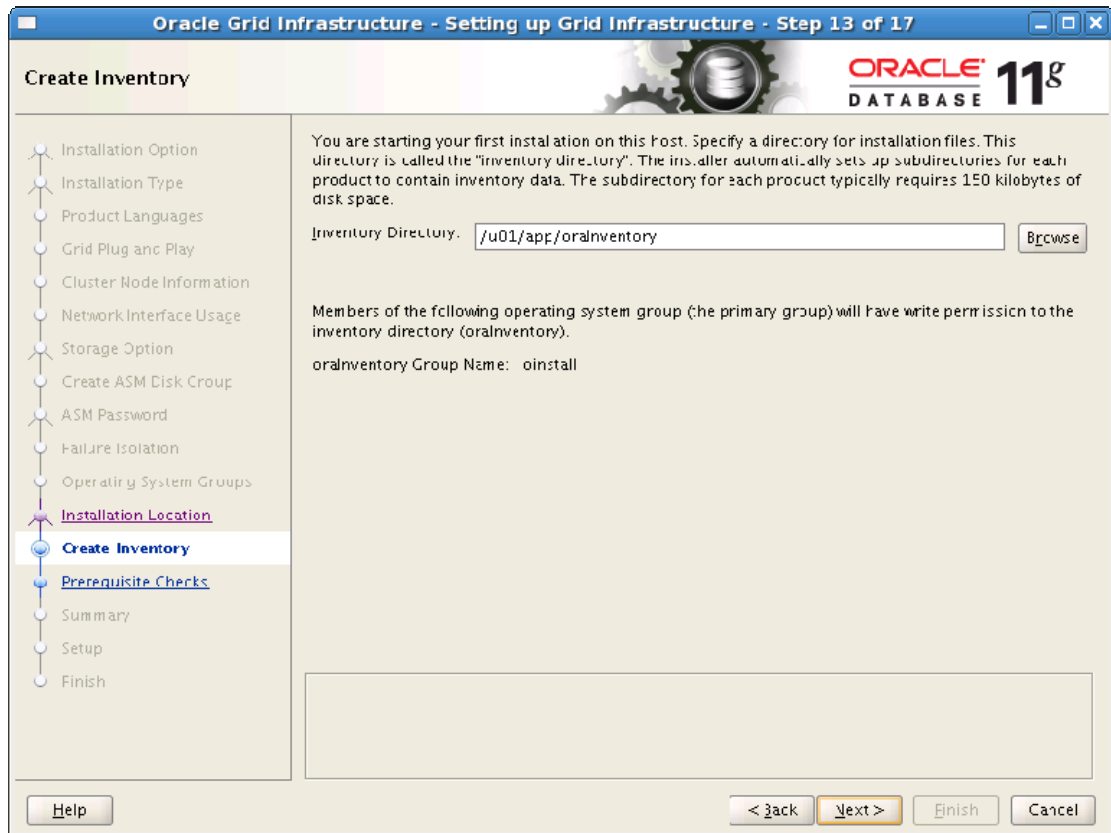 Oracle Grid Infrastructure - Setting up Grid Infrastructure - Step 13 of 17
Create Inventory
ORACLE
DATABASE
11g
Installation Option
Installation Type
Product Languages
Grid Plug and Play
Cluster Node Information
Network Interface Usage
Storage Option
Create ASM Disk Group
ASM Password
Failure Isolation
Operating System Groups
Installation Location
Create Inventory
Prerequisite Checks
Summary
Setup
Finish
You are starting your first installation on this host. Specify a directory for installation files. This
directory is called the "inventory directory". The installer automatically sets up subdirectories for each
product to contain inventory data. The subdirectory for each product typically requires 150 kilobytes of
disk space.
Inventory Directory: /u01/app/oraInventory
Browse
Members of the following operating system group (the primary group) will have write permission to the
inventory directory (oraInventory).
oraInventory Group Name: oinstall
Help
< Back
Next >
Finish
Cancel